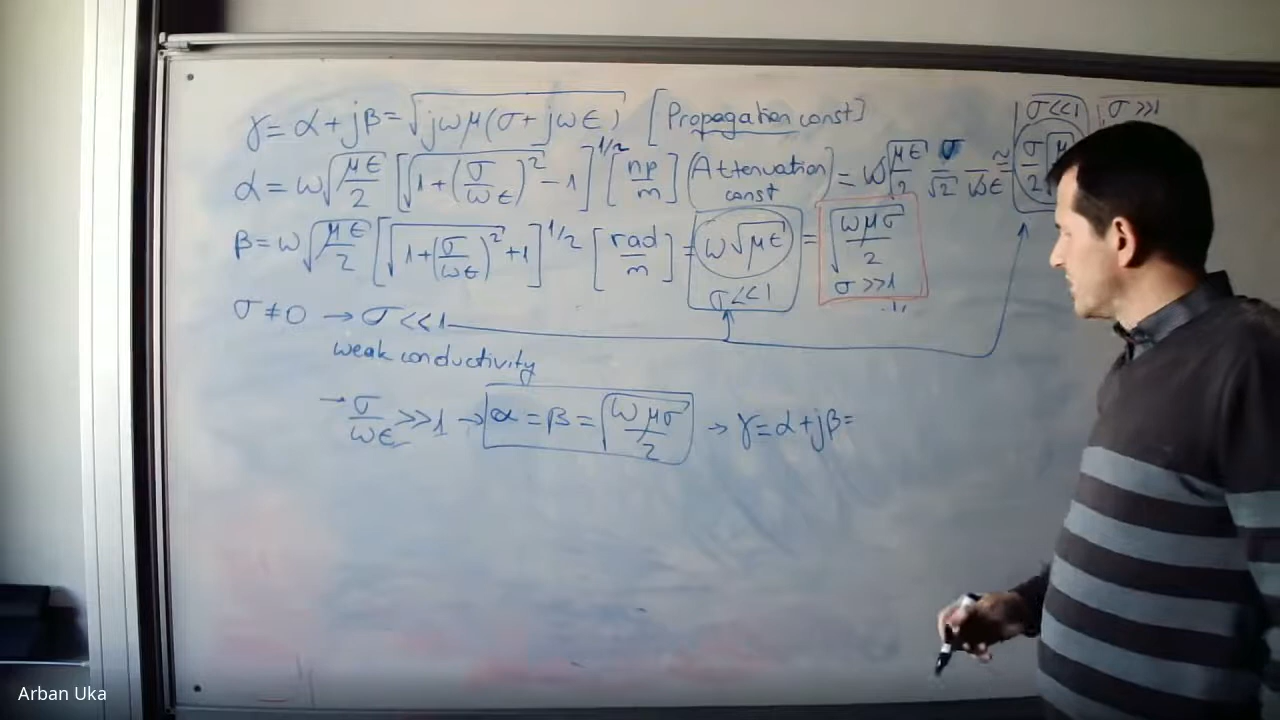 γ = α + jβ = √(jωμ(σ + jωε)) [Propagation const]
σ<<1 σ>>1
α = ω√(με/2) [√(1+(σ/ωε)²) -1]^1/2 [np/m] (Attenuation const) = ω√(με/2) σ/√2 1/ωε ≅ σ/2 √μ
β = ω√(με/2) [√(1+(σ/ωε)²) +1]^1/2 [rad/m] = ω√με = √(ωμσ/2)
σ<<1 σ>>1
σ ≠ 0 → σ<<1
weak conductivity
→ σ/ωε >>1 → α = β = √(ωμσ/2) → γ = α + jβ =
Arban Uka